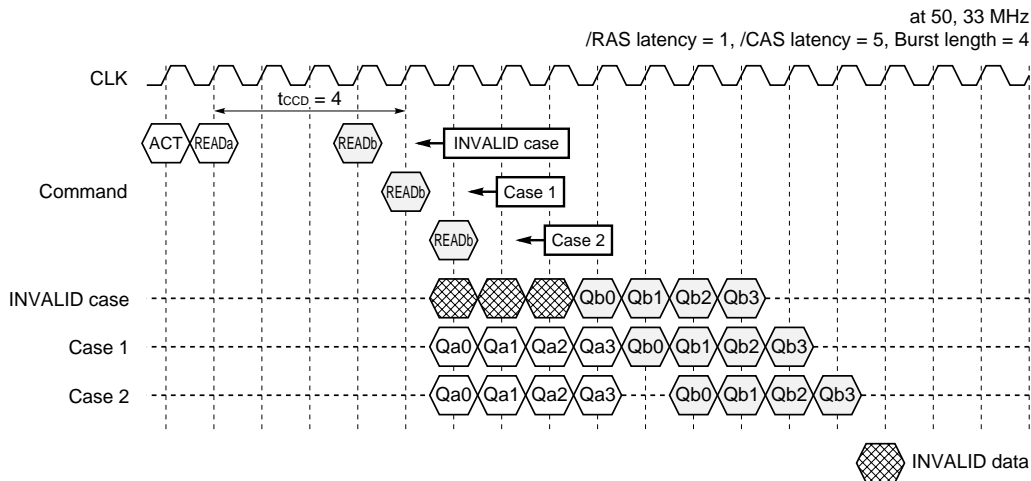 at 50, 33 MHz
/RAS latency = 1, /CAS latency = 5, Burst length = 4
CLK
tCCD = 4
ACT READa READb INVALID case
Command READb Case 1
READb Case 2
INVALID case Qb0 Qb1 Qb2 Qb3
Case 1 Qa0 Qa1 Qa2 Qa3 Qb0 Qb1 Qb2 Qb3
Case 2 Qa0 Qa1 Qa2 Qa3 Qb0 Qb1 Qb2 Qb3
INVALID data